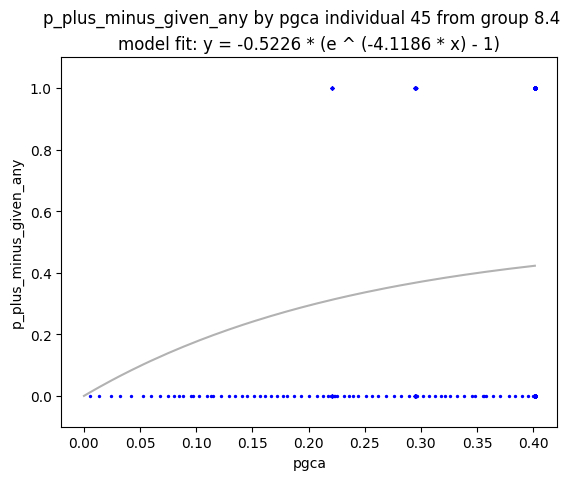 p_plus_minus_given_any by pgca individual 45 from group 8.4
model fit: y = -0.5226 * (e ^ (-4.1186 * x) - 1)
1.0
0.8
0.6
0.4
0.2
0.0
p_plus_minus_given_any
0.00 0.05 0.10 0.15 0.20 0.25 0.30 0.35 0.40
pgca